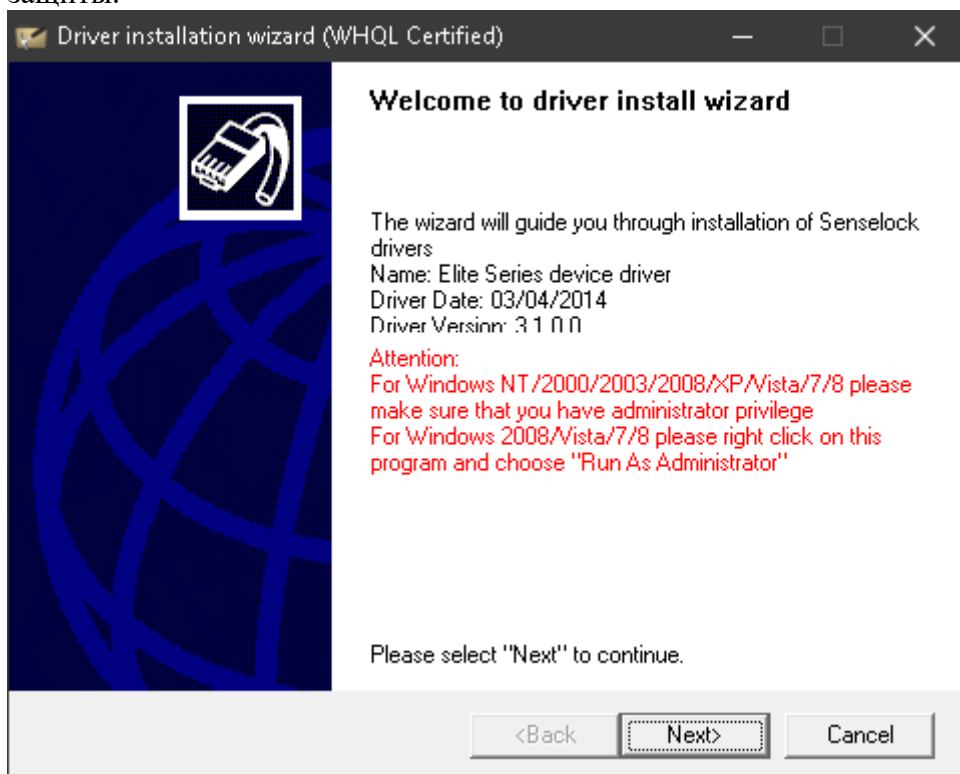 защиты.
Driver installation wizard (WHQL Certified)
Welcome to driver install wizard
The wizard will guide you through installation of Senselock
drivers
Name: Elite Series device driver
Driver Date: 03/04/2014
Driver Version: 3.1.0.0
Attention:
For Windows NT/2000/2003/2008/XP/Vista/7/8 please
make sure that you have administrator privilege
For Windows 2008/Vista/7/8 please right click on this
program and choose "Run As Administrator"
Please select "Next" to continue.
<Back
Next>
Cancel